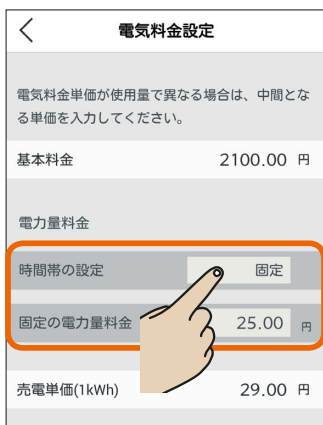 電気料金設定
電気料金単価が使用量で異なる場合は、中間とな
る単価を入力してください。
基本料金 2100.00 円
電力量料金
時間帯の設定 固定
固定の電力量料金 25.00 円
売電単価(1kWh) 29.00 円